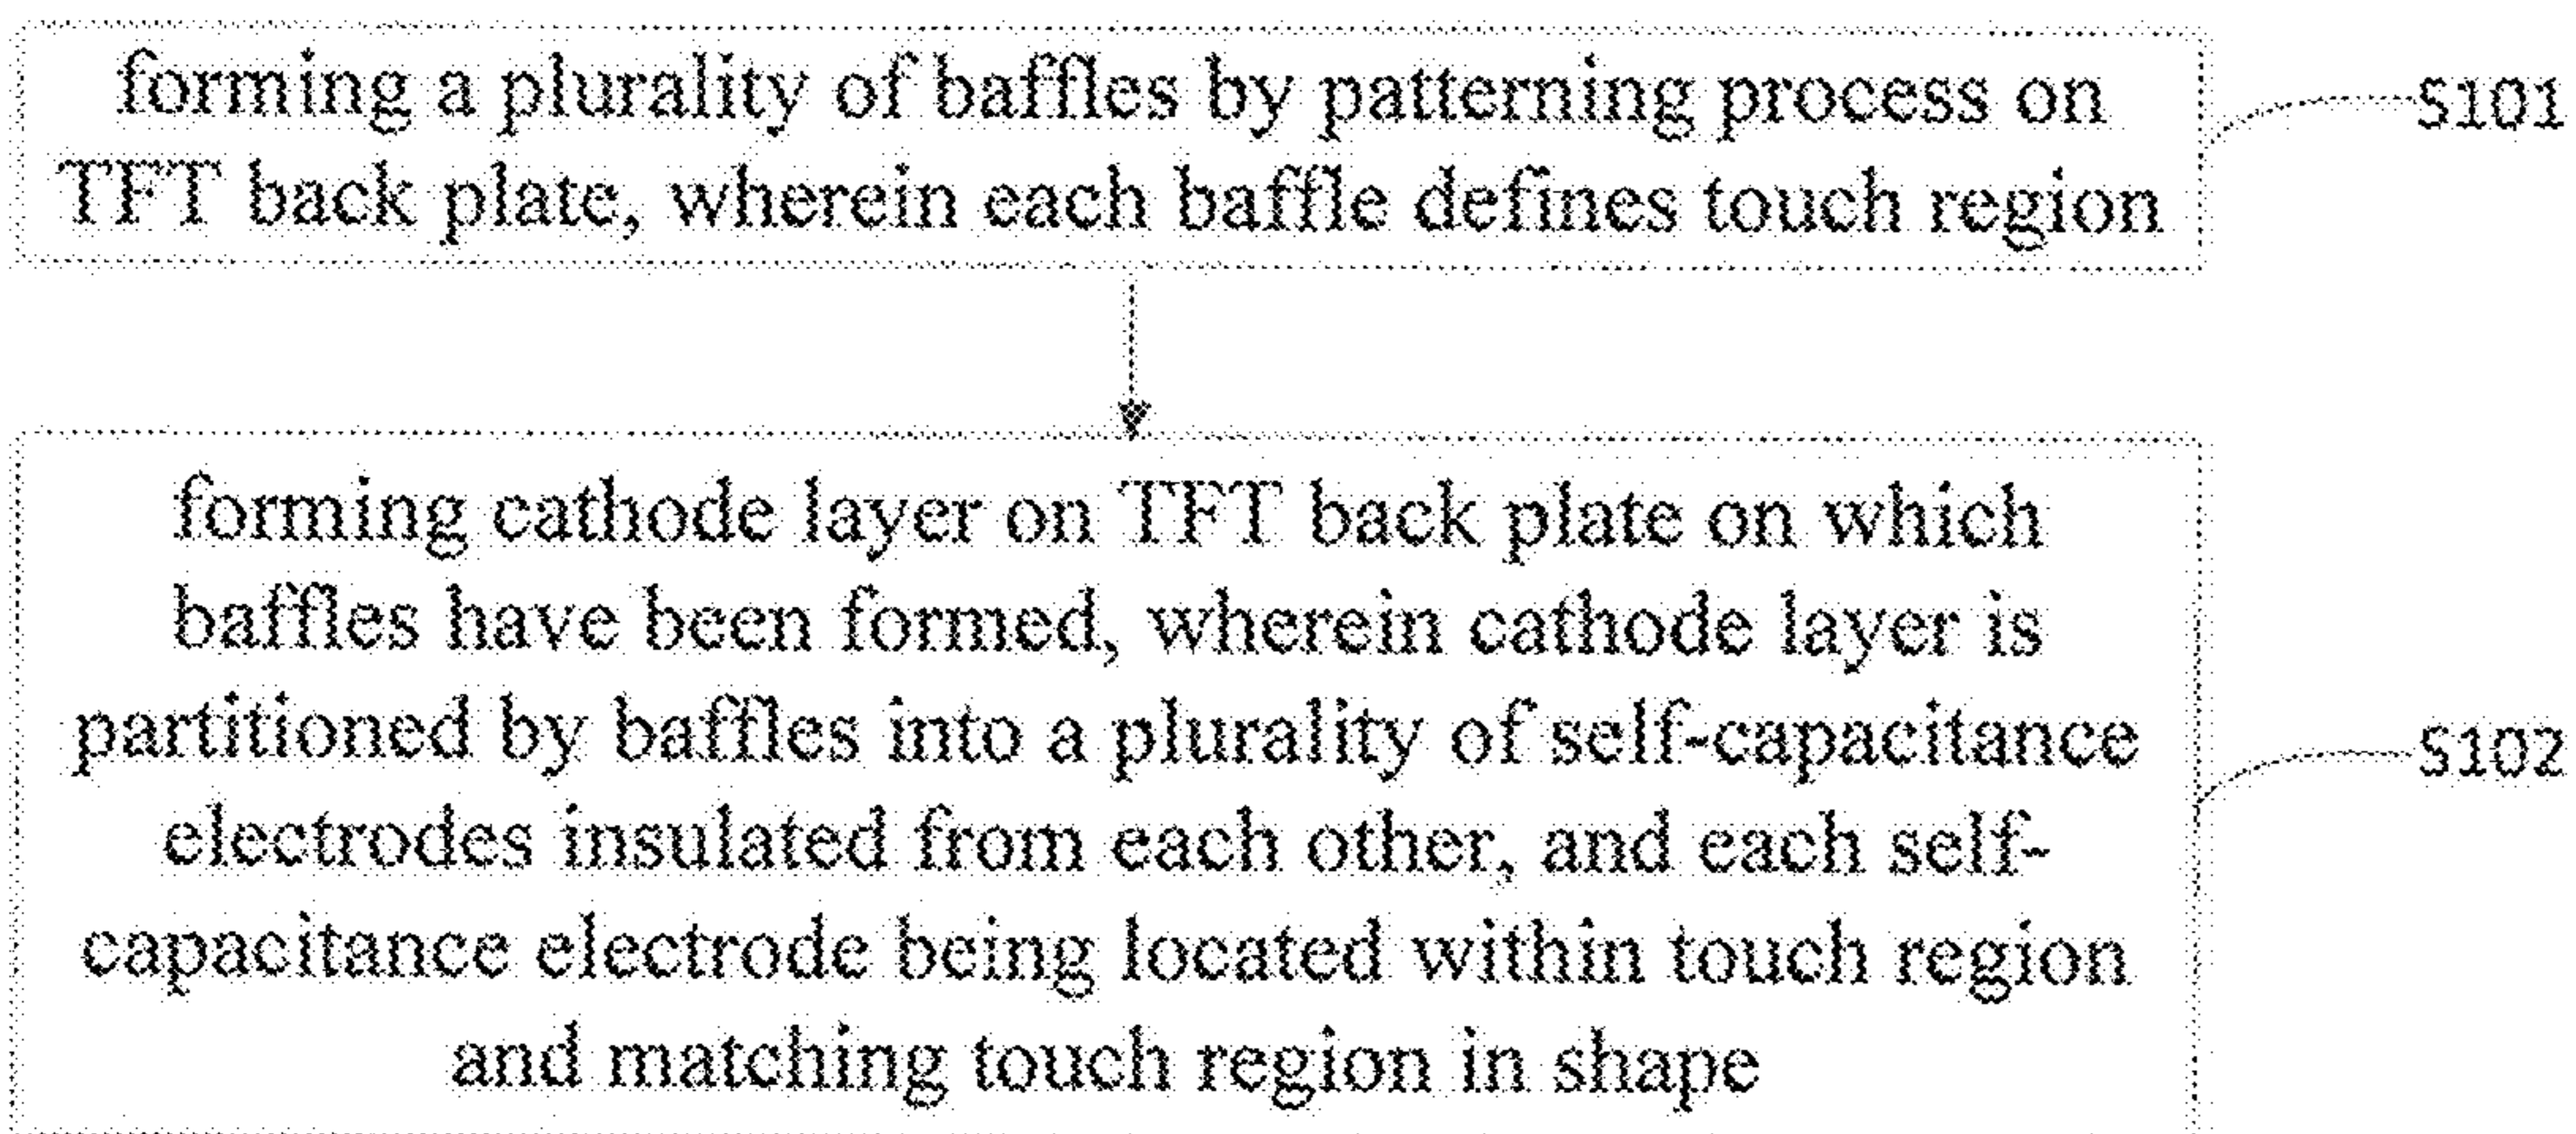 forming a plurality of baffles by patterning process on
TFT back plate, wherein each baffle defines touch region
S101
forming cathode layer on TFT back plate on which
baffles have been formed, wherein cathode layer is
partitioned by baffles into a plurality of self-capacitance
electrodes insulated from each other, and each self-
capacitance electrode being located within touch region
and matching touch region in shape
S102